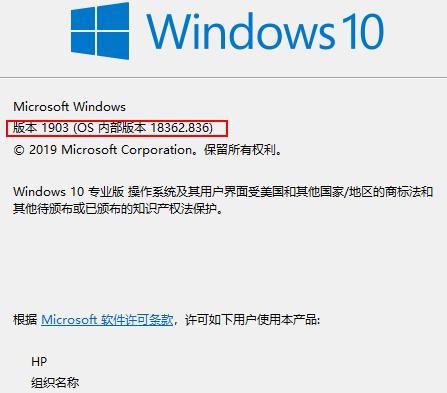 Windows 10
Microsoft Windows
版本 1903 (OS 内部版本 18362.836)
© 2019 Microsoft Corporation。保留所有权利。
Windows 10 专业版 操作系统及其用户界面受美国和其他国家/地区的商标法和
其他待颁布或已颁布的知识产权法保护。
根据 Microsoft 软件许可条款，许可如下用户使用本产品:
HP
组织名称